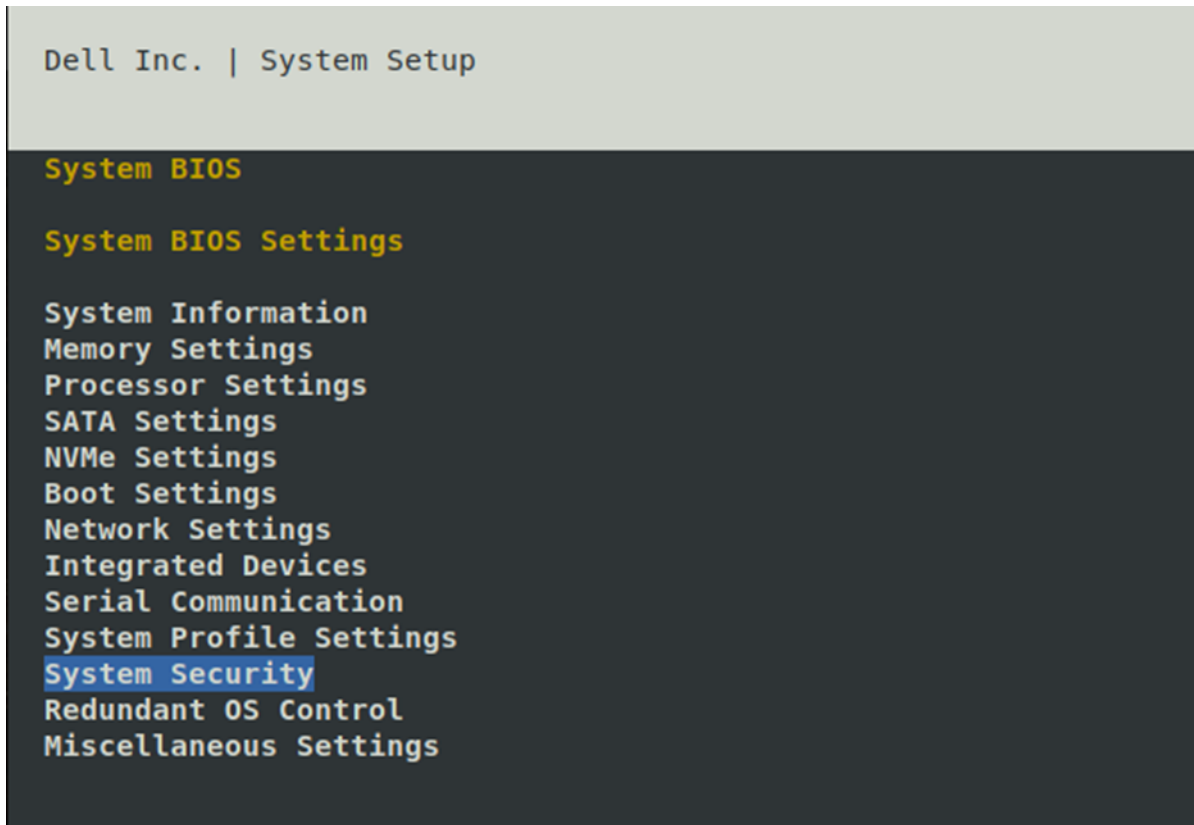 Dell Inc. | System Setup
System BIOS
System BIOS Settings
System Information
Memory Settings
Processor Settings
SATA Settings
NVMe Settings
Boot Settings
Network Settings
Integrated Devices
Serial Communication
System Profile Settings
System Security
Redundant OS Control
Miscellaneous Settings